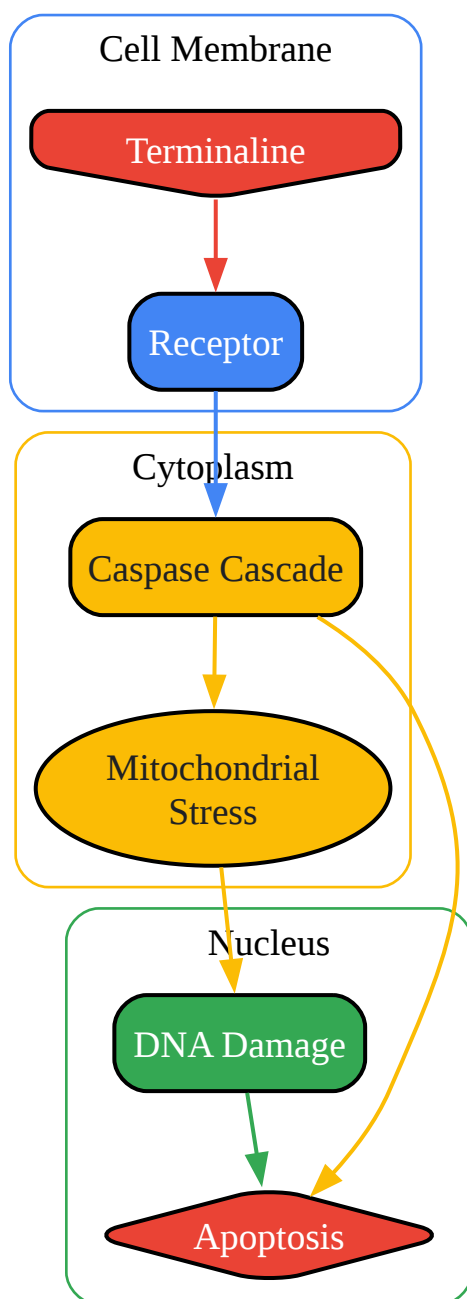 Cell Membrane
Terminaline
Receptor
Cytoplasm
Caspase Cascade
Mitochondrial
Stress
Nucleus
DNA Damage
Apoptosis